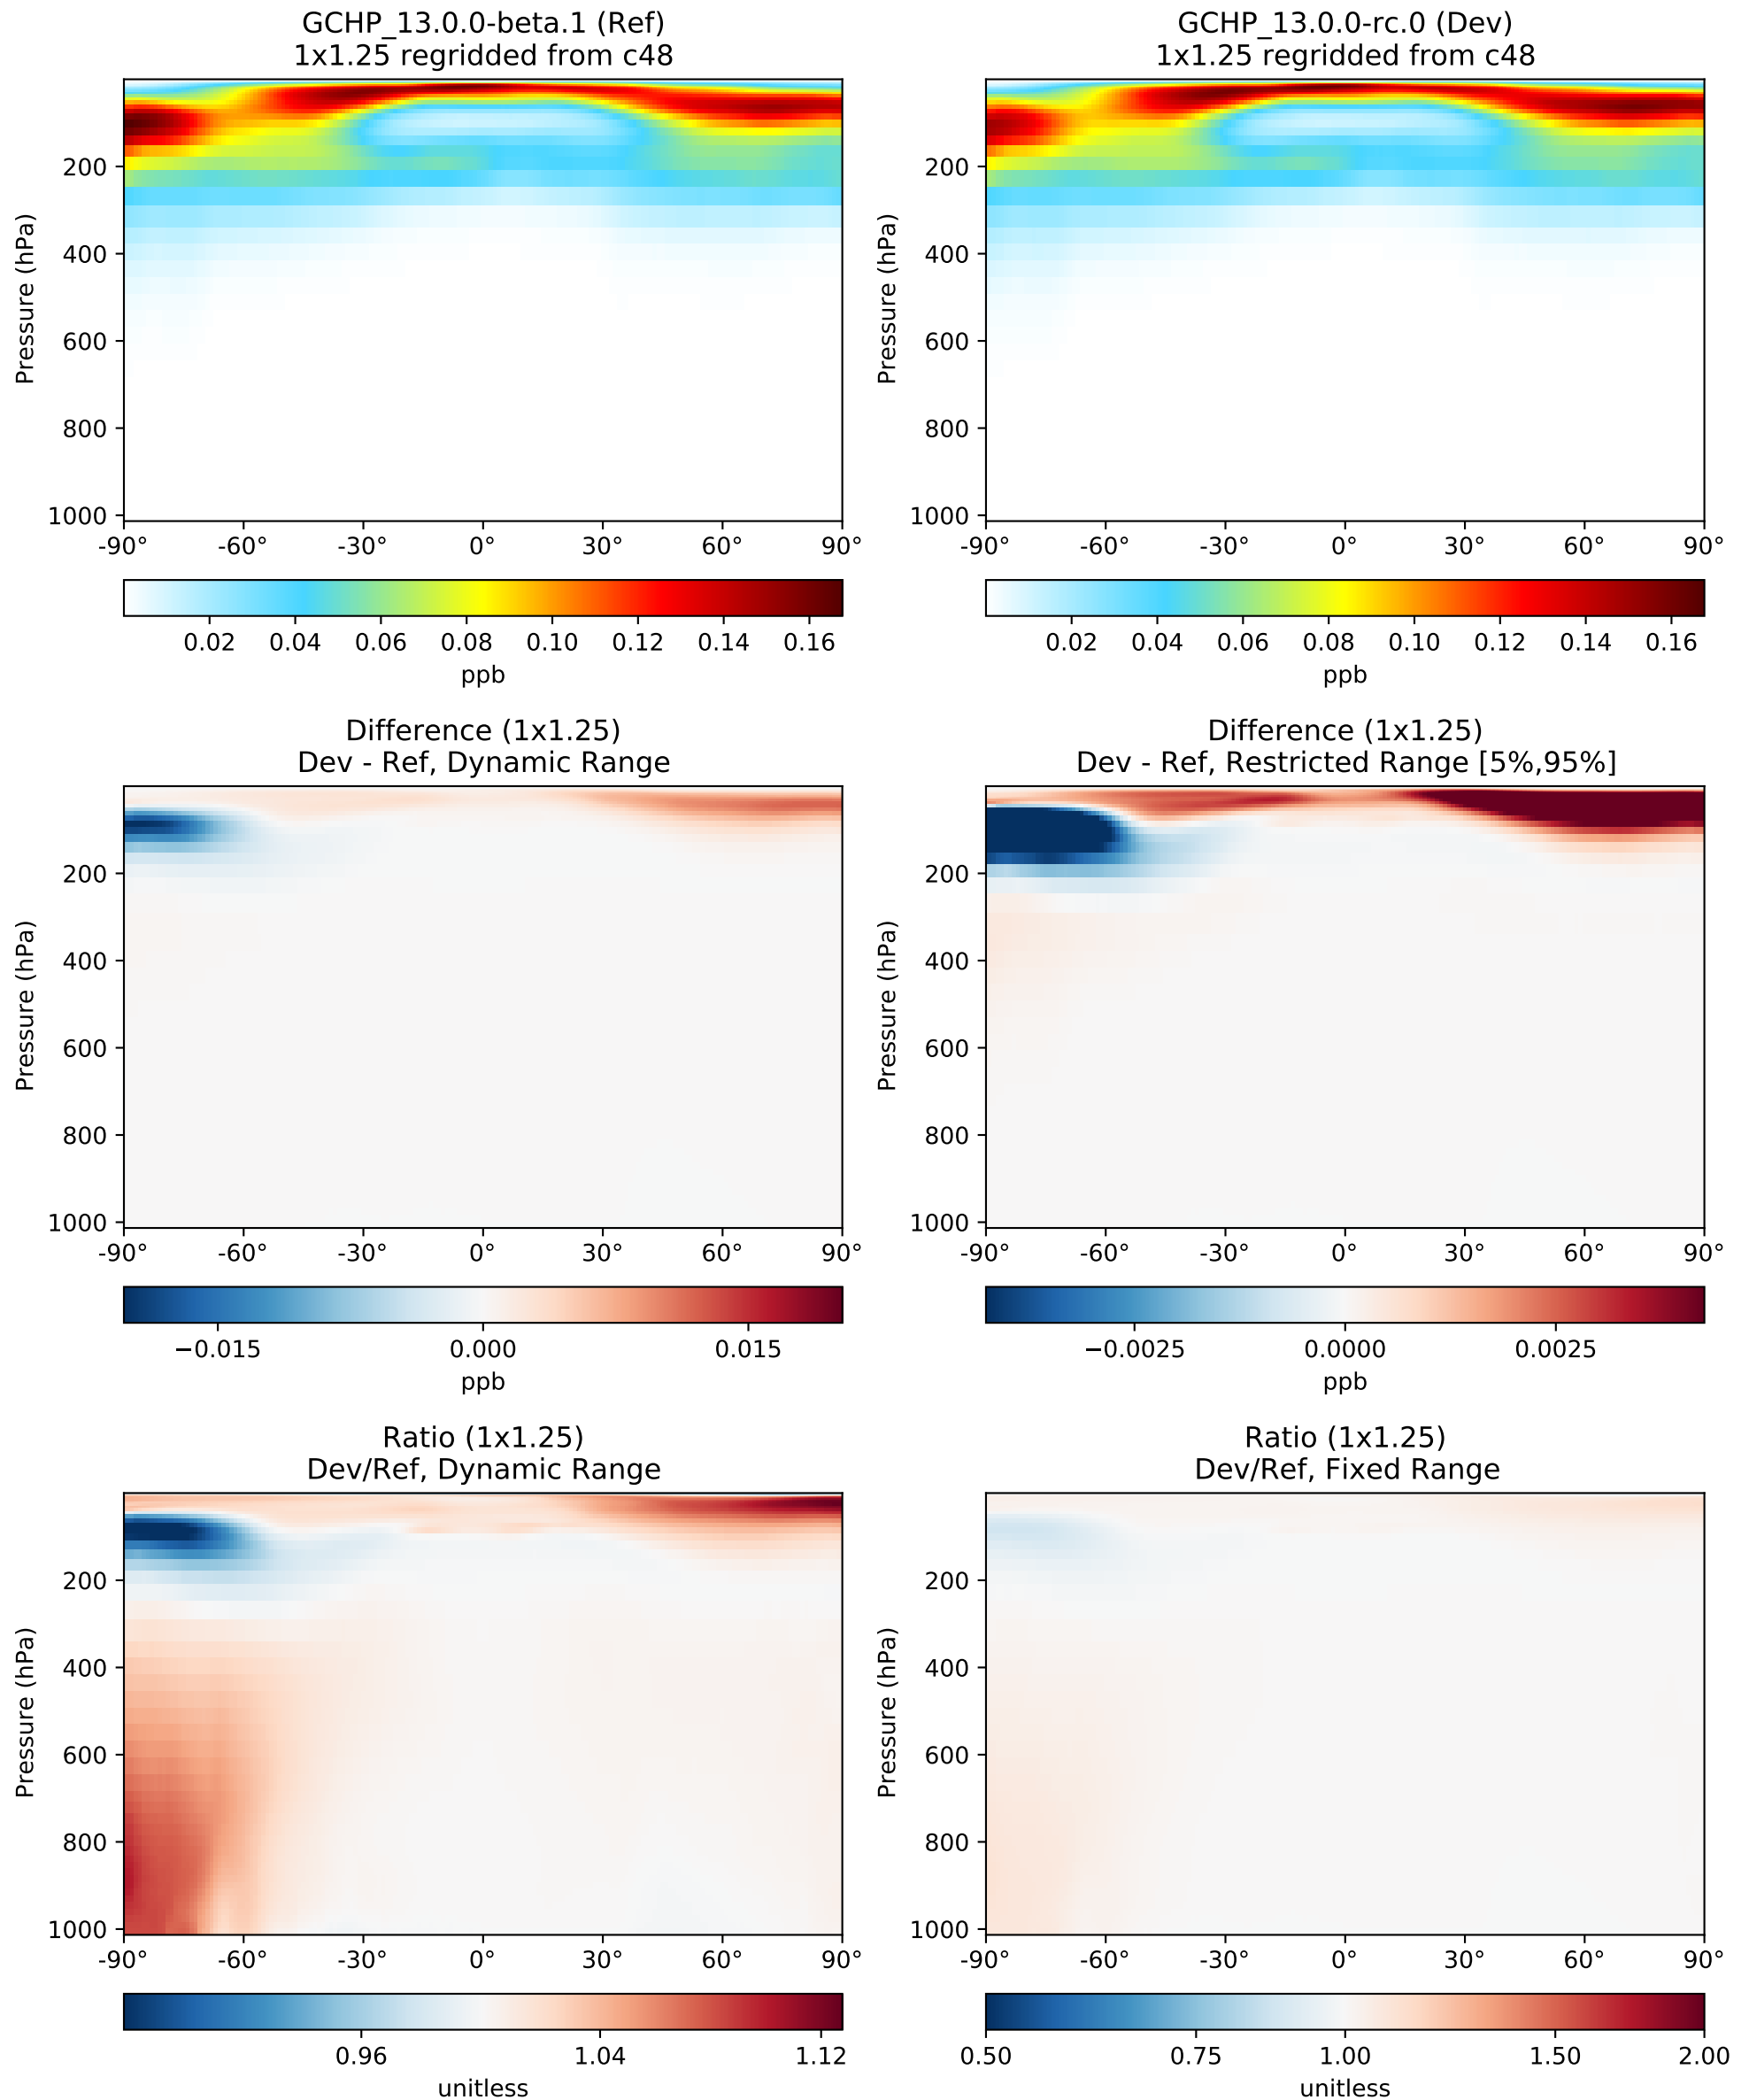 GCHP_13.0.0-beta.1 (Ref)
1x1.25 regridded from c48
Pressure (hPa)
200
400
600
800
1000
-90° -60° -30° 0° 30° 60° 90°
0.02 0.04 0.06 0.08 0.10 0.12 0.14 0.16
ppb
GCHP_13.0.0-rc.0 (Dev)
1x1.25 regridded from c48
Pressure (hPa)
200
400
600
800
1000
-90° -60° -30° 0° 30° 60° 90°
0.02 0.04 0.06 0.08 0.10 0.12 0.14 0.16
ppb
Difference (1x1.25)
Dev - Ref, Dynamic Range
Pressure (hPa)
200
400
600
800
1000
-90° -60° -30° 0° 30° 60° 90°
−0.015 0.000 0.015
ppb
Difference (1x1.25)
Dev - Ref, Restricted Range [5%,95%]
Pressure (hPa)
200
400
600
800
1000
-90° -60° -30° 0° 30° 60° 90°
−0.0025 0.0000 0.0025
ppb
Ratio (1x1.25)
Dev/Ref, Dynamic Range
Pressure (hPa)
200
400
600
800
1000
-90° -60° -30° 0° 30° 60° 90°
0.96 1.04 1.12
unitless
Ratio (1x1.25)
Dev/Ref, Fixed Range
Pressure (hPa)
200
400
600
800
1000
-90° -60° -30° 0° 30° 60° 90°
0.50 0.75 1.00 1.50 2.00
unitless